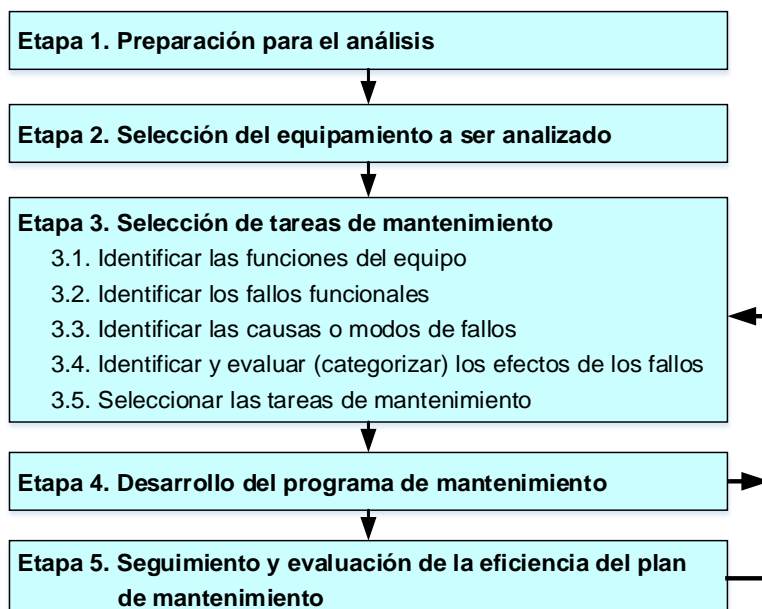 Etapa 1. Preparación para el análisis
Etapa 2. Selección del equipamiento a ser analizado
Etapa 3. Selección de tareas de mantenimiento
3.1. Identificar las funciones del equipo
3.2. Identificar los fallos funcionales
3.3. Identificar las causas o modos de fallos
3.4. Identificar y evaluar (categorizar) los efectos de los fallos
3.5. Seleccionar las tareas de mantenimiento
Etapa 4. Desarrollo del programa de mantenimiento
Etapa 5. Seguimiento y evaluación de la eficiencia del plan
de mantenimiento